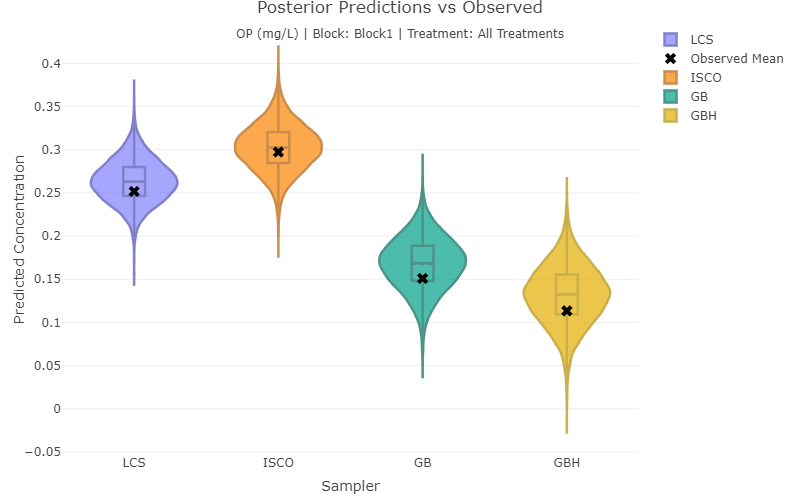 Posterior Predictions vs Observed
OP (mg/L) | Block: Block1 | Treatment: All Treatments
LCS
Observed Mean
ISCO
GB
GBH
Predicted Concentration
0.4
0.35
0.3
0.25
0.2
0.15
0.1
0.05
0
−0.05
LCS
ISCO
GB
GBH
Sampler